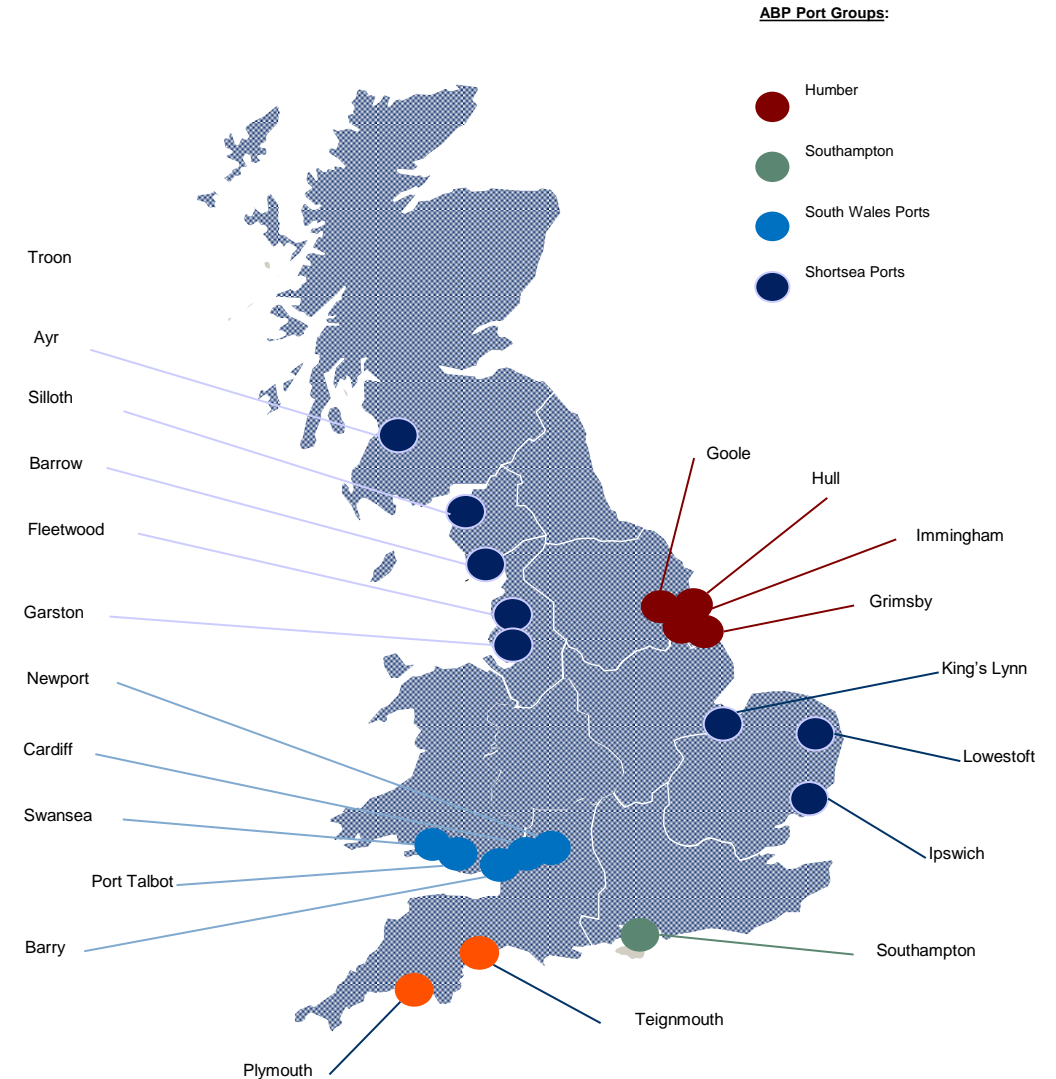 ABP Port Groups:
Humber
Southampton
South Wales Ports
Shortsea Ports
Troon
Ayr
Silloth
Barrow
Fleetwood
Garston
Newport
Cardiff
Swansea
Port Talbot
Barry
Plymouth
Teignmouth
Goole
Hull
Immingham
Grimsby
King's Lynn
Lowestoft
Ipswich
Southampton